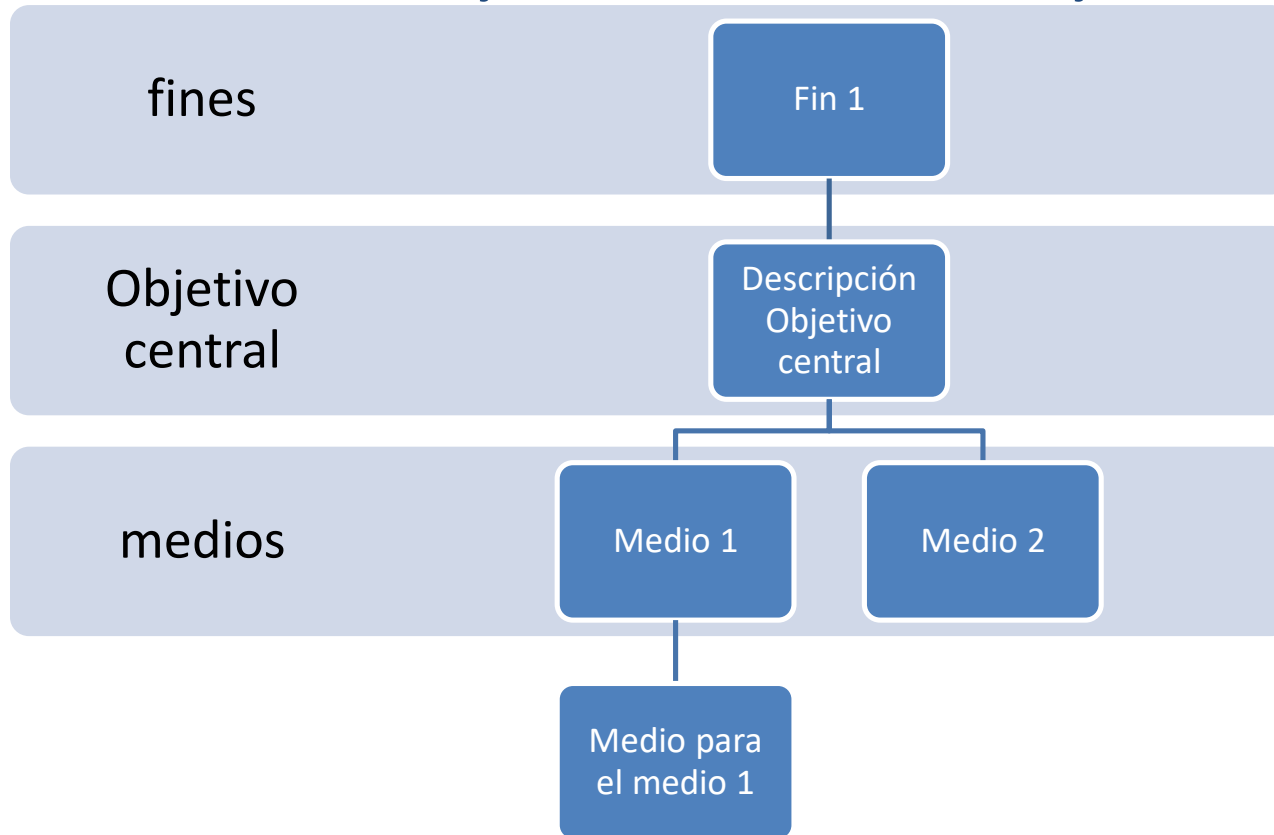 fines
Fin 1
Objetivo
central
Descripción
Objetivo
central
medios
Medio 1
Medio 2
Medio para
el medio 1